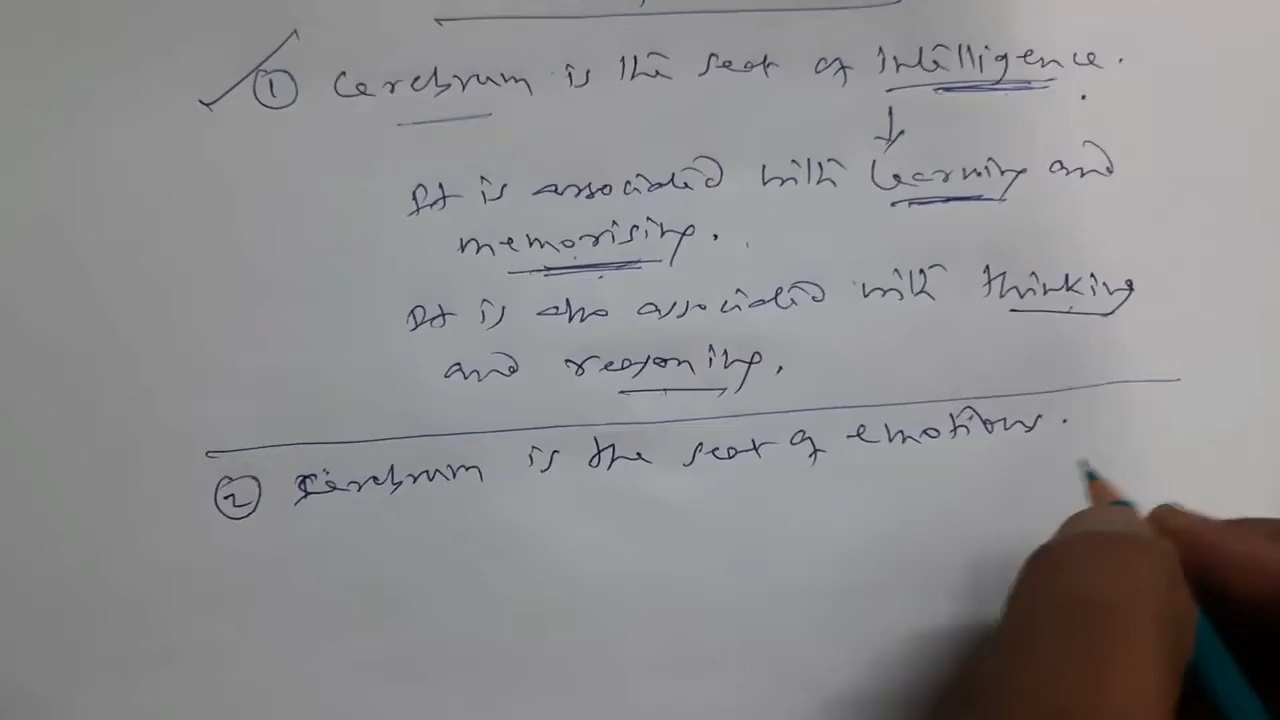 ① Cerebrum is the seat of intelligence.
↓
It is associated with learning and
memorising.
It is also associated with thinking
and reasoning.
② Cerebrum is the seat of emotions.